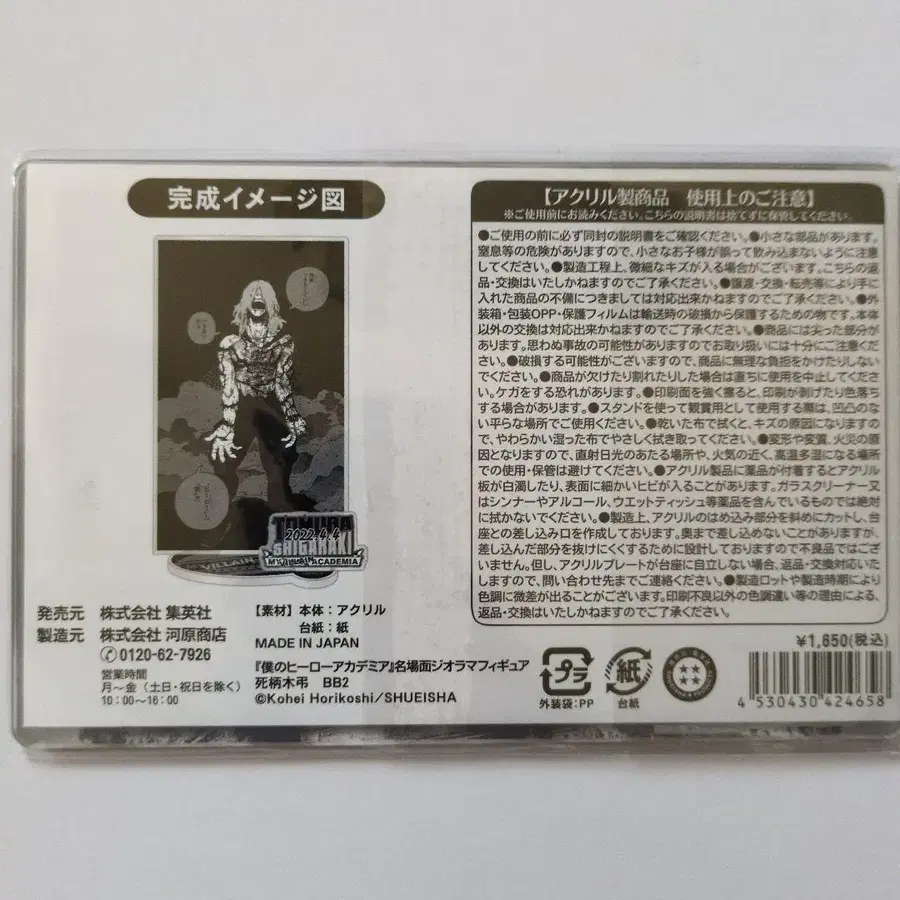 完成イメージ図
TOMURA
2022.4.4
SHIGARAKI
MY VILLAIN ACADEMIA
VILLAIN
発売元 株式会社 集英社
製造元 株式会社 河原商店
0120-62-7926
営業時間
月～金(土日・祝日を除く)
10:00～16:00
【素材】本体:アクリル
台紙:紙
MADE IN JAPAN
『僕のヒーローアカデミア』名場面ジオラマフィギュア
死柄木弔 BB2
©Kohei Horikoshi/SHUEISHA
【アクリル製商品 使用上のご注意】
※ご使用前にお読みください。こちらの説明書は捨てずに保管してください。
●ご使用の前に必ず同封の説明書をご確認ください。●小さな部品があります。
窒息等の危険がありますので、小さなお子様が誤って飲み込まないように注意
してください。●製造工程上、微細なキズが入る場合がございます。こちらの返
品・交換はいたしかねますのでご了承ください。●譲渡・交換・転売等により手に
入れた商品の不備につきましては対応出来かねますのでご了承ください。●外
装箱・包装OPP・保護フィルムは輸送時の破損から保護するための物です。本体
以外の交換は対応出来かねますのでご了承ください。●商品には尖った部分が
あります。思わぬ事故の可能性がありますのでお取り扱いには十分にご注意くださ
い。●破損する可能性がございますので、商品に無理な負担をかけたりしない
でください。●商品が欠けたり割れたりした場合は直ちに使用を中止してくださ
い。ケガをする恐れがあります。●印刷面を強く擦ると、印刷が剥げたり色落ち
する場合があります。●スタンドを使って観賞用として使用する際は、凹凸のな
い平らな場所でご使用ください。●乾いた布で拭くと、キズの原因になりますの
で、やわらかい湿った布でやさしく拭き取ってください。●変形や変質、火災の原
因となりますので、直射日光のあたる場所や、火気の近く、高温多湿になる場所
での使用・保管は避けてください。●アクリル製品に薬品が付着するとアクリル
板が白濁したり、表面に細かいヒビが入ることがあります。ガラスクリーナー又
はシンナーやアルコール、ウエットティッシュ等薬品を含んでいるものでは絶対
に拭かないでください。●製造上、アクリルのはめ込み部分を斜めにカットし、台
座との差し込み口を作成しております。奥まで差し込めないことがありますが、
差し込んだ部分を抜けにくくするために設計しておりますので不良品ではござ
いません。但し、アクリルプレートが台座に自立しない場合、返品・交換対応いた
しますので、問い合わせ先までご連絡ください。●製造ロットや製造時期により
色調に微差が出ることがございます。印刷不良以外の色調違い等の理由による、
返品・交換はいたしかねますのでご了承ください。
¥1,650(税込)
プラ
外装袋:PP
紙
台紙
4 530430 424658